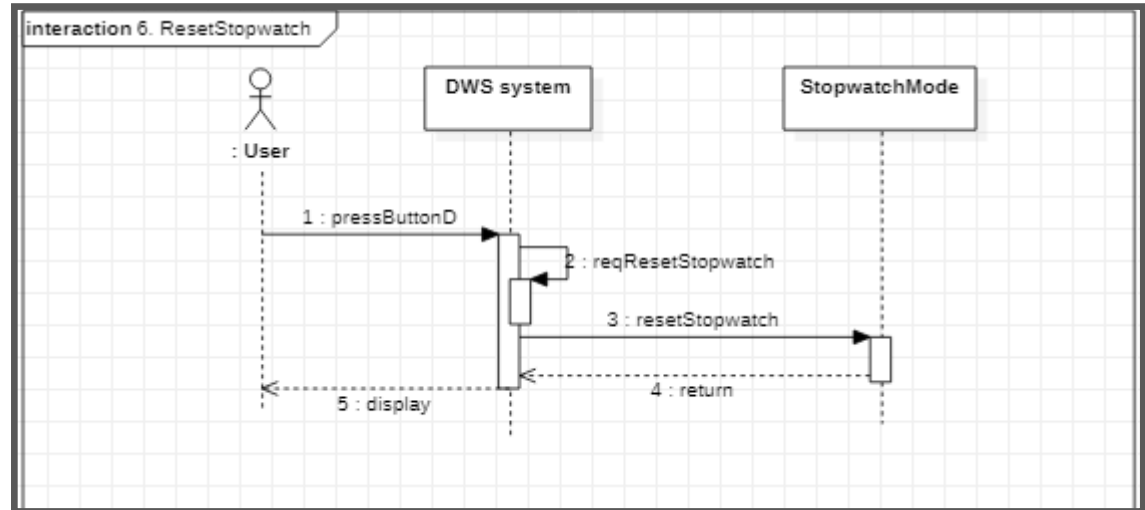 interaction 6. ResetStopwatch
DWS system
StopwatchMode
: User
1 : pressButtonD
2 : reqResetStopwatch
3 : resetStopwatch
4 : return
5 : display